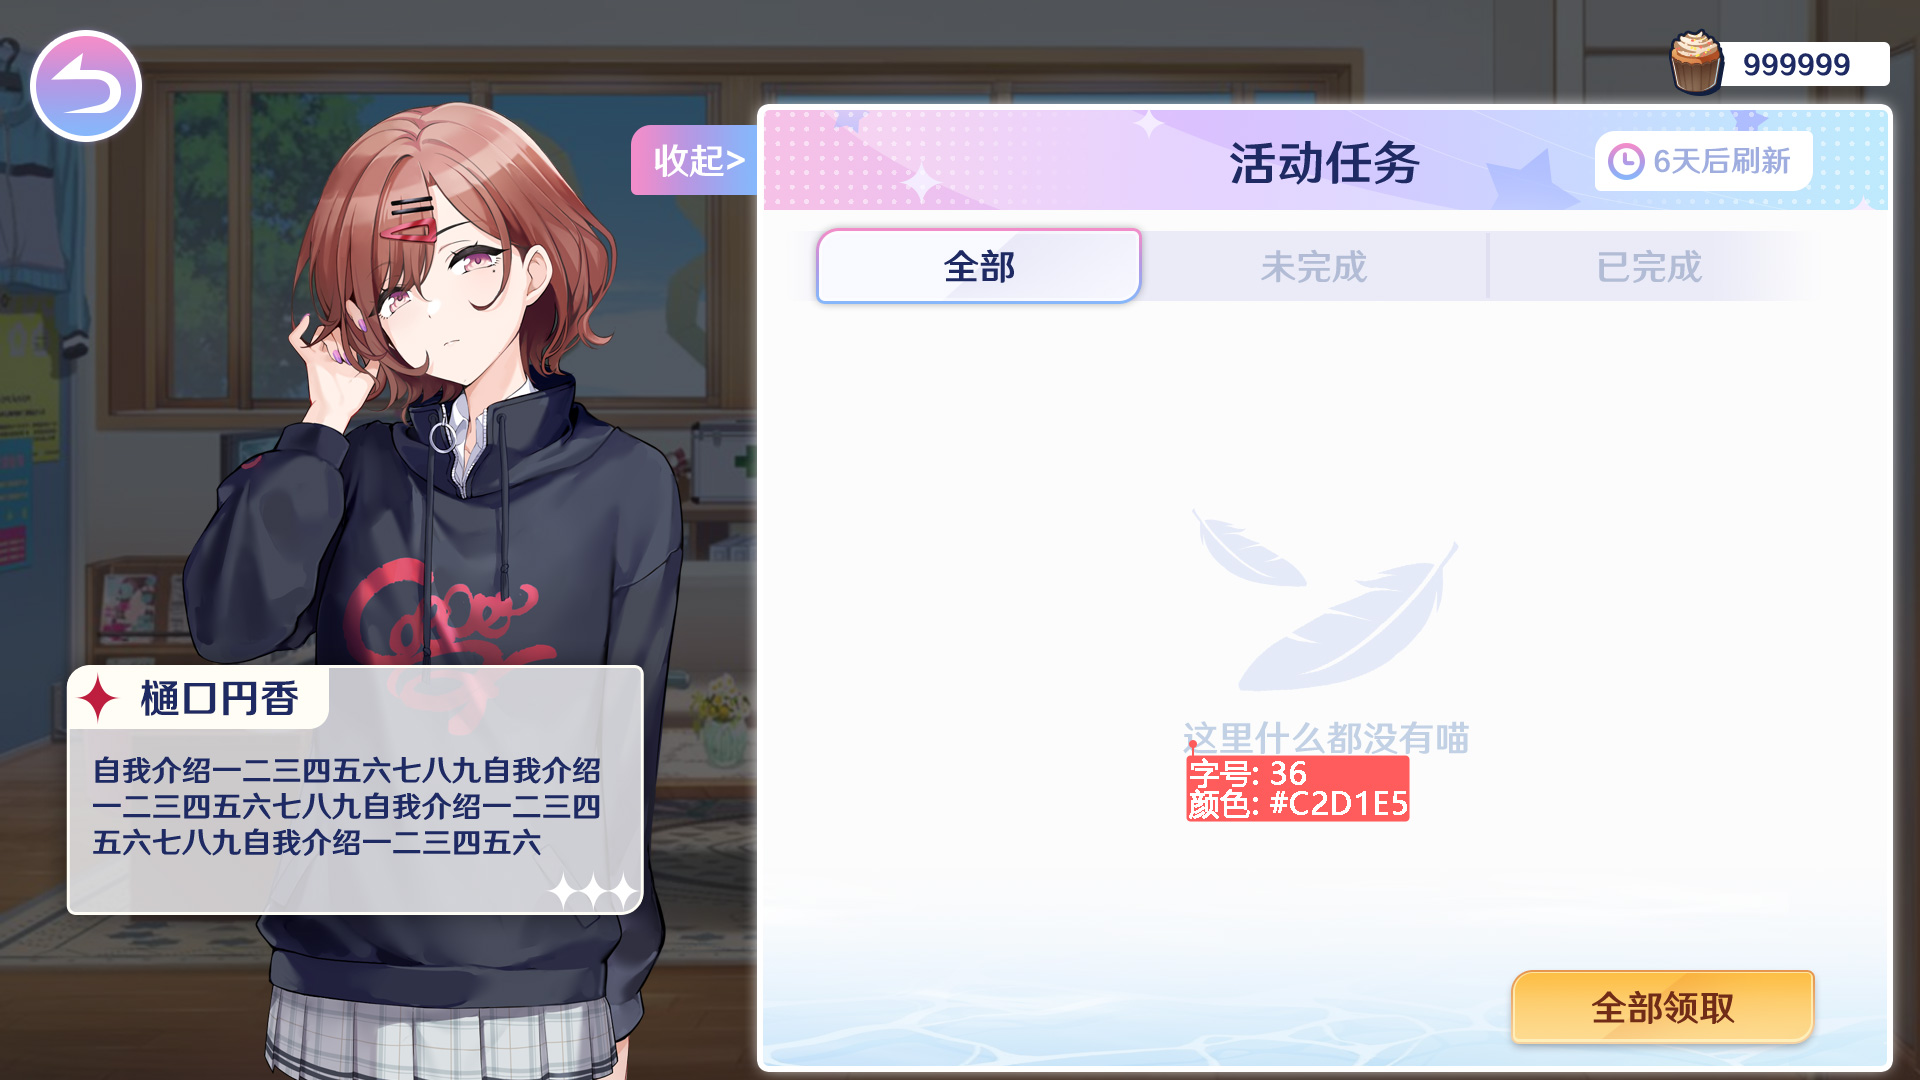 999999
收起>
活动任务
6天后刷新
全部
未完成
已完成
这里什么都没有喵
字号: 36
颜色: #C2D1E5
樋口円香
自我介绍一二三四五六七八九自我介绍
一二三四五六七八九自我介绍一二三四
五六七八九自我介绍一二三四五六
全部领取